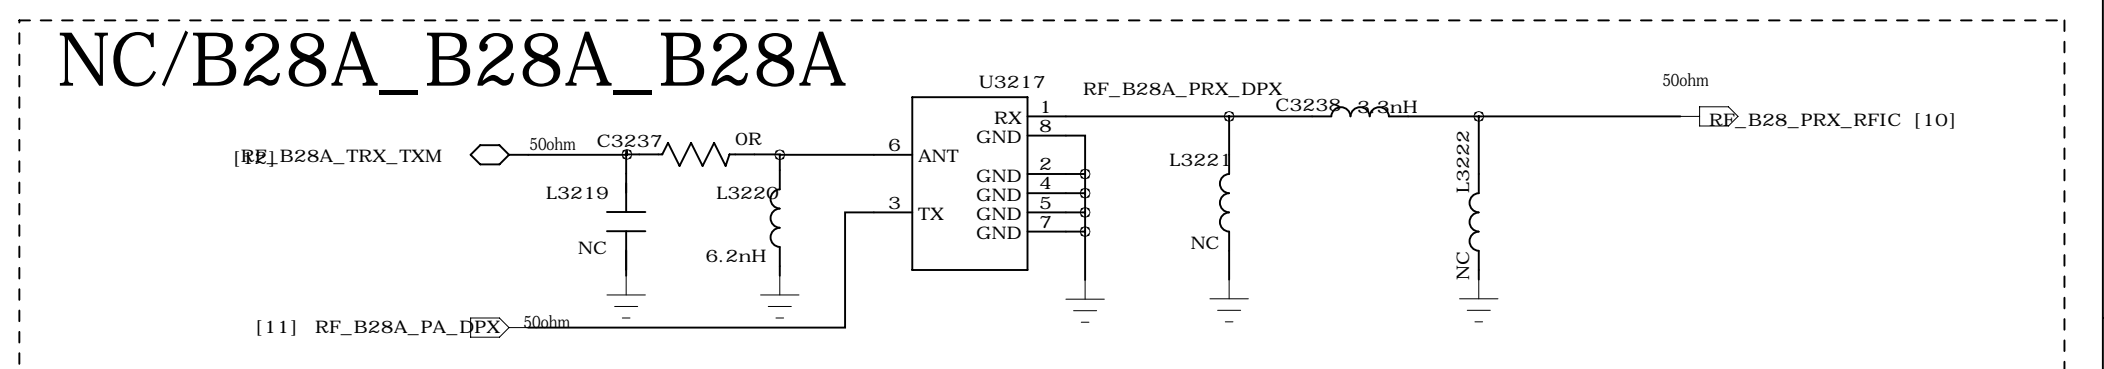 NC/B28A_B28A_B28A
U3217
RF_B28A_PRX_DPX
50ohm
RX 1
C3238 3.3nH
RF_B28_PRX_RFIC [10]
GND 8
[12] RF_B28A_TRX_TXM
50ohm
C3237
0R
6 ANT
GND 2
GND 4
GND 5
GND 7
L3219
NC
L3220
6.2nH
3 TX
L3221
NC
L3222
NC
[11] RF_B28A_PA_DPX
50ohm